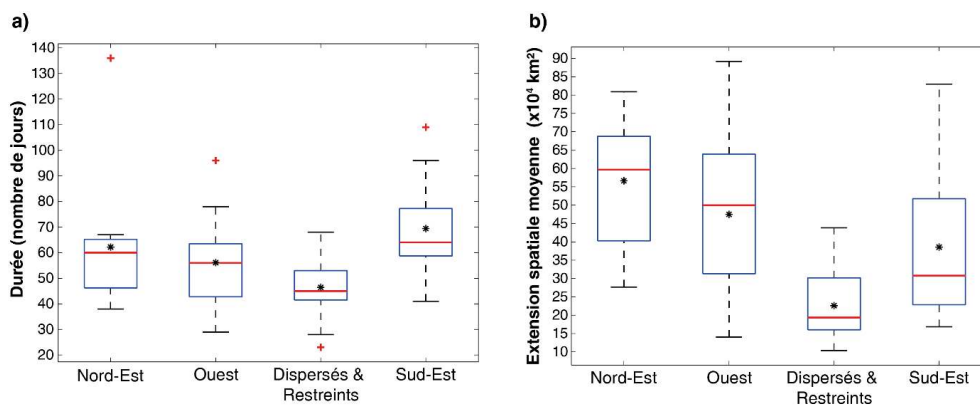 a)
Durée (nombre de jours)
140
130
120
110
100
90
80
70
60
50
40
30
20
Nord-Est
Ouest
Dispersés &
Restreints
Sud-Est
b)
Extension spatiale moyenne (x10⁴ km²)
90
85
80
75
70
65
60
55
50
45
40
35
30
25
20
15
10
Nord-Est
Ouest
Dispersés &
Restreints
Sud-Est